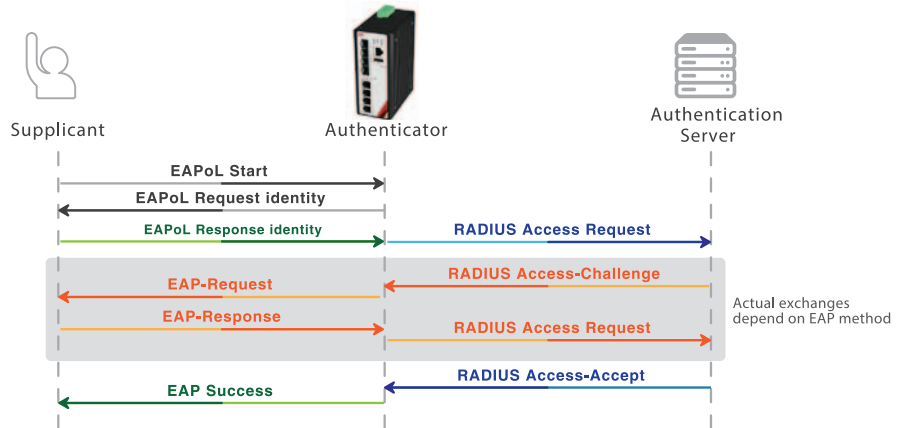 Supplicant
Authenticator
Authentication
Server
EAPoL Start
EAPoL Request identity
EAPoL Response identity
RADIUS Access Request
RADIUS Access-Challenge
EAP-Request
Actual exchanges
depend on EAP method
EAP-Response
RADIUS Access Request
RADIUS Access-Accept
EAP Success